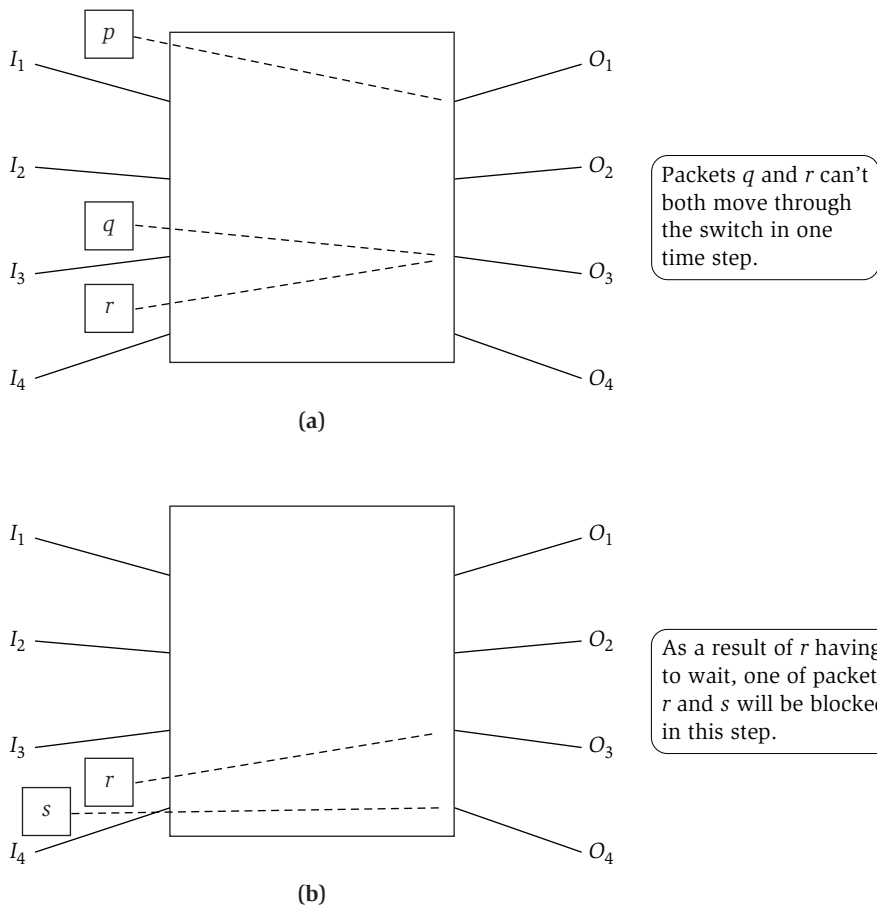 p
I1
O1
I2
O2
Packets q and r can't
both move through
the switch in one
time step.
q
I3
O3
r
I4
O4
(a)
I1
O1
I2
O2
As a result of r having
to wait, one of packet
r and s will be blocked
in this step.
I3
O3
r
s
I4
O4
(b)